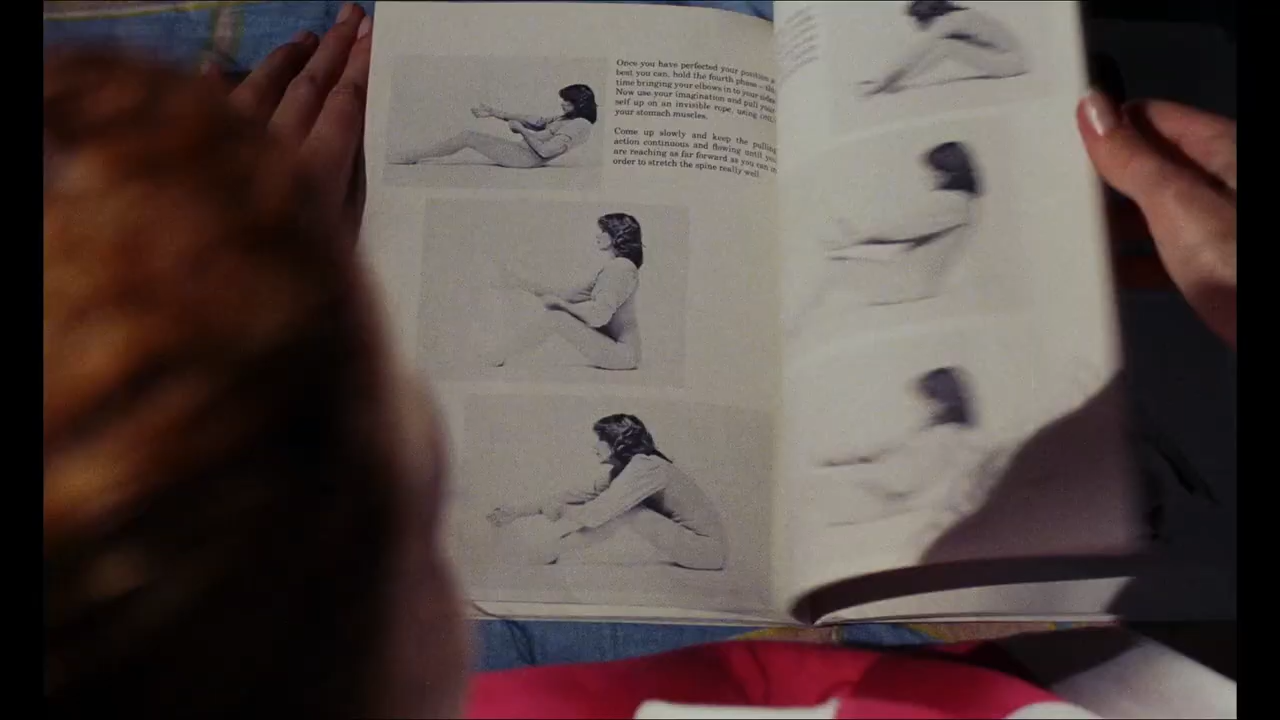 Once you have perfected your position as
best you can, hold the fourth phase – this
time bringing your elbows in to your sides.
Now use your imagination and pull your-
self up on an invisible rope, using ONLY
your stomach muscles.
Come up slowly and keep the pulling
action continuous and flowing until you
are reaching as far forward as you can in
order to stretch the spine really well.